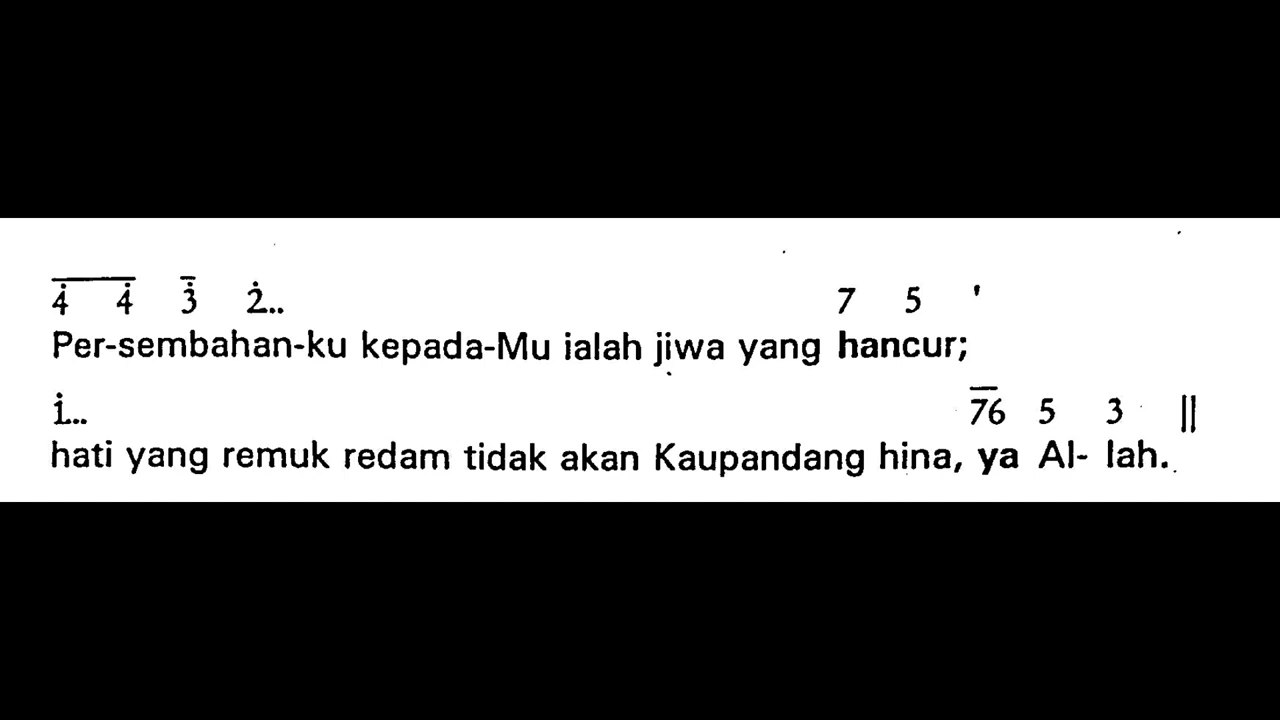 4̇ 4̇ 3̇ 2̇.. 7 5 '
Per-sembahan-ku kepada-Mu ialah jiwa yang hancur;
1̇... 76 5 3 ||
hati yang remuk redam tidak akan Kaupandang hina, ya Al- lah.